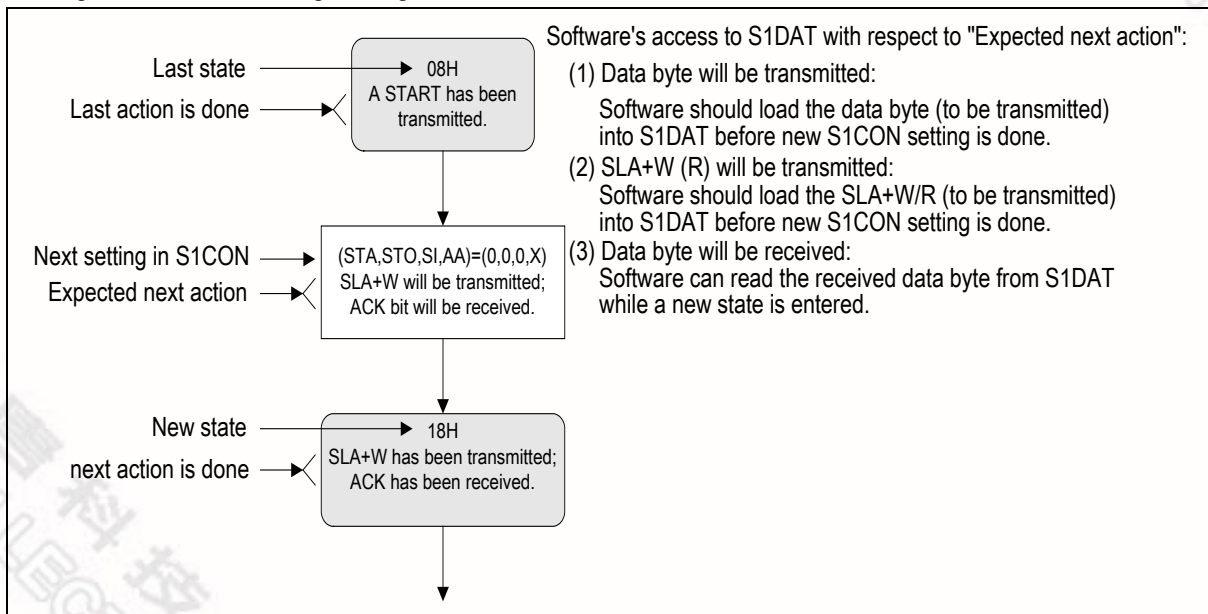 Last state
Last action is done
08H
A START has been
transmitted.
Next setting in S1CON
Expected next action
(STA,STO,SI,AA)=(0,0,0,X)
SLA+W will be transmitted;
ACK bit will be received.
New state
next action is done
18H
SLA+W has been transmitted;
ACK has been received.
Software's access to S1DAT with respect to "Expected next action":
(1) Data byte will be transmitted:
Software should load the data byte (to be transmitted)
into S1DAT before new S1CON setting is done.
(2) SLA+W (R) will be transmitted:
Software should load the SLA+W/R (to be transmitted)
into S1DAT before new S1CON setting is done.
(3) Data byte will be received:
Software can read the received data byte from S1DAT
while a new state is entered.